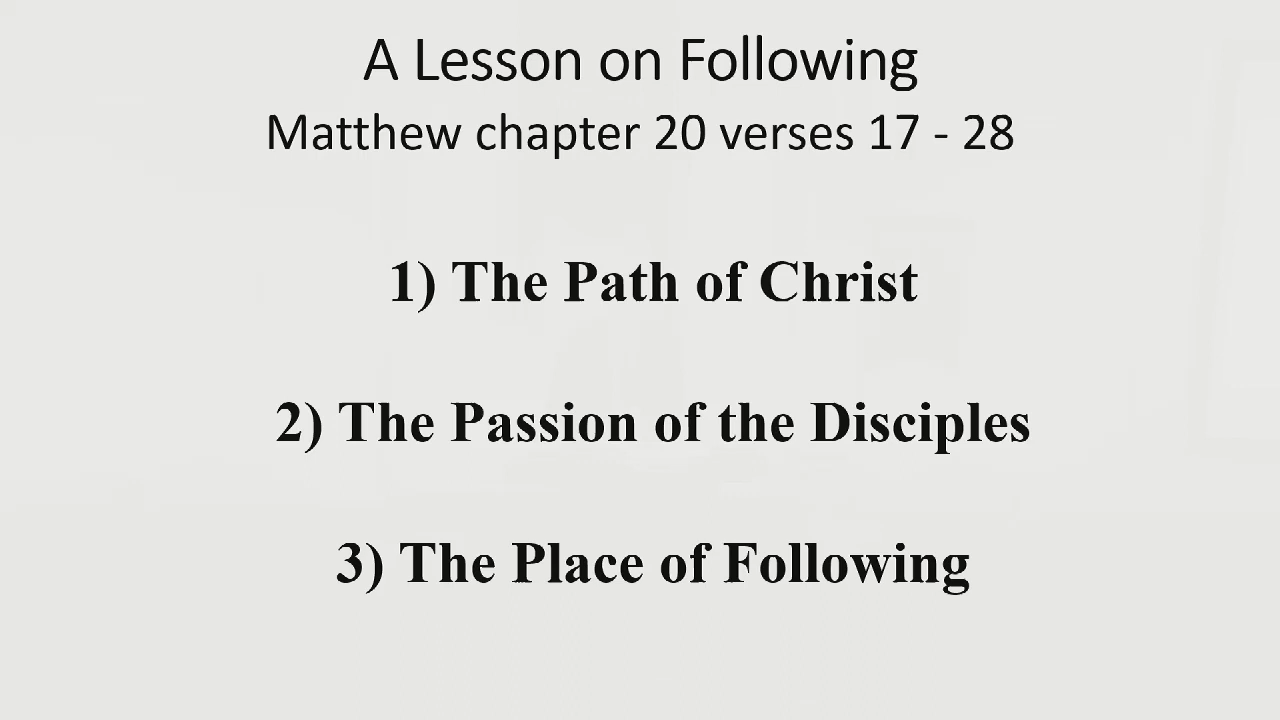 A Lesson on Following
Matthew chapter 20 verses 17 - 28
1) The Path of Christ
2) The Passion of the Disciples
3) The Place of Following